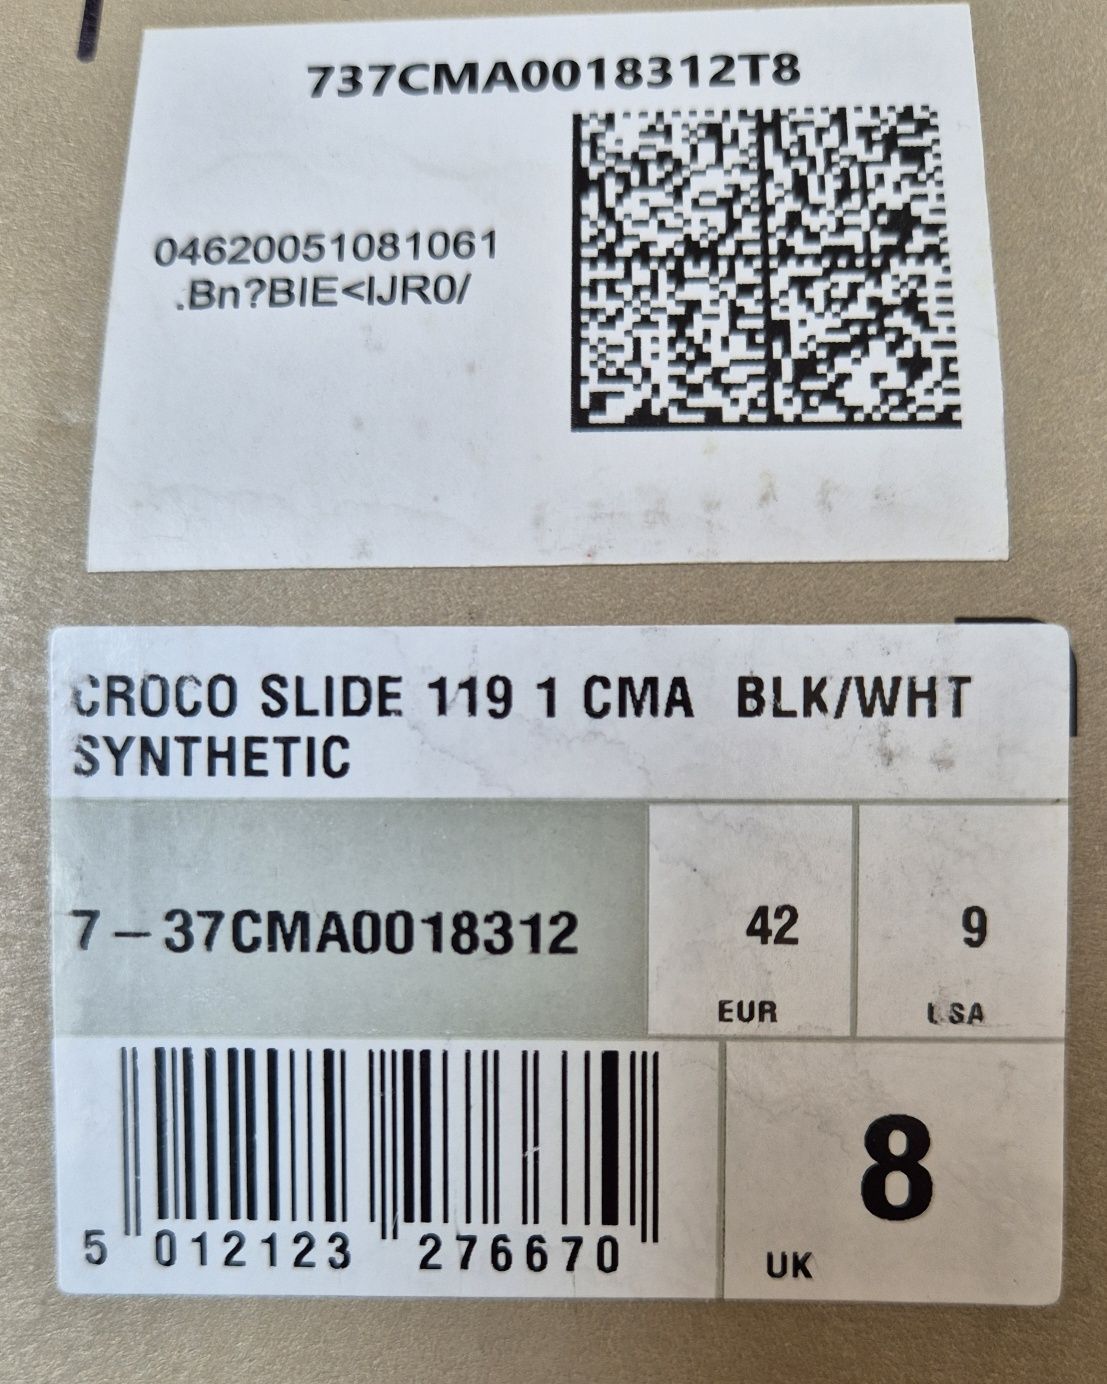 737CMA0018312T8
04620051081061
.Bn?BIE<IJR0/
CROCO SLIDE 119 1 CMA BLK/WHT
SYNTHETIC
7-37CMA0018312
42
EUR
9
USA
5 012123 276670
8
UK